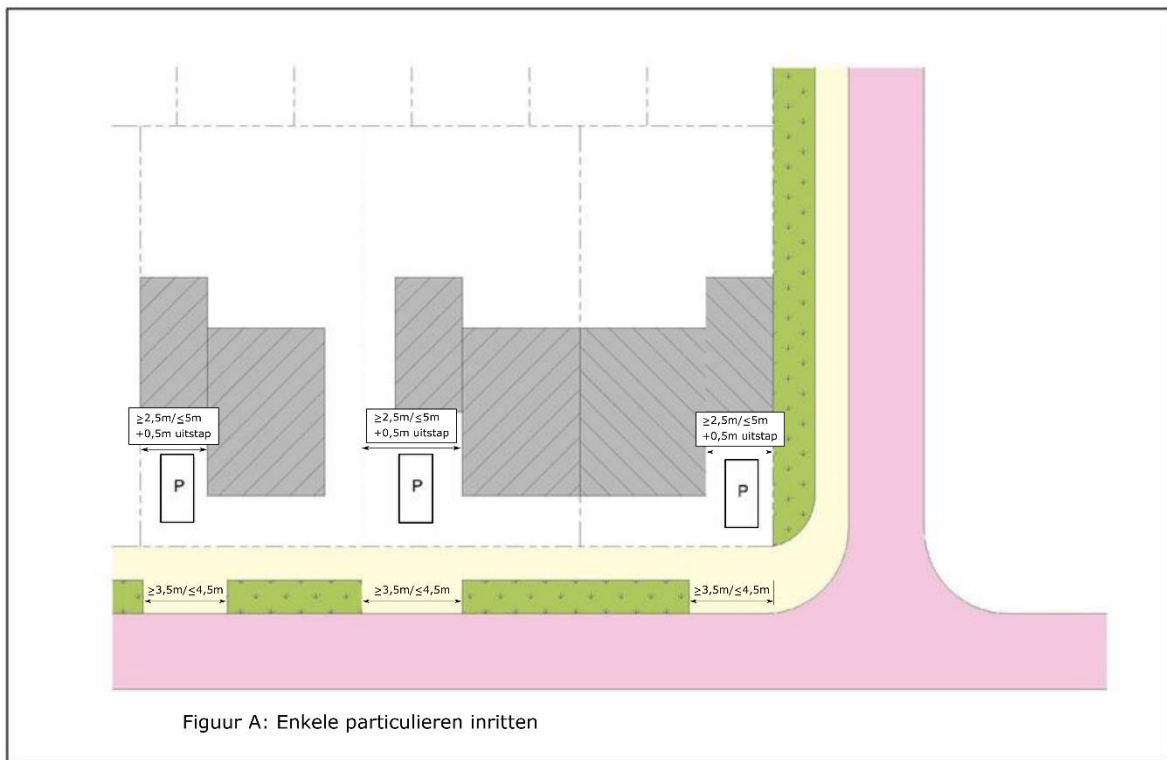 ≥2,5m/≤5m
+0,5m uitstap
≥2,5m/≤5m
+0,5m uitstap
≥2,5m/≤5m
+0,5m uitstap
P
P
P
≥3,5m/≤4,5m
≥3,5m/≤4,5m
≥3,5m/≤4,5m
Figuur A: Enkele particulieren inritten